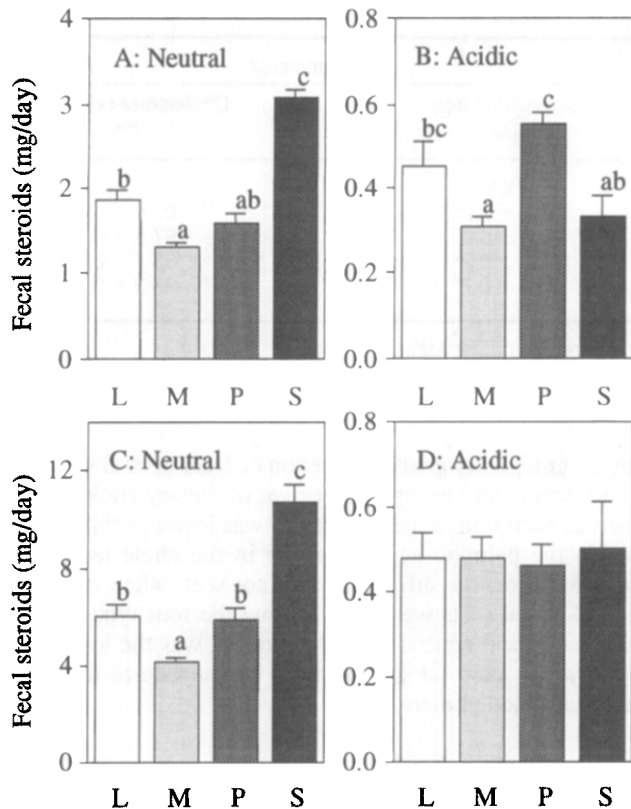 A: Neutral
B: Acidic
4
3
2
1
0
0.8
0.6
0.4
0.2
0.0
b
a
ab
c
bc
a
c
ab
L M P S
L M P S
Fecal steroids (mg/day)
C: Neutral
D: Acidic
12
8
4
0
0.8
0.6
0.4
0.2
0.0
b
a
b
c
L M P S
L M P S
Fecal steroids (mg/day)